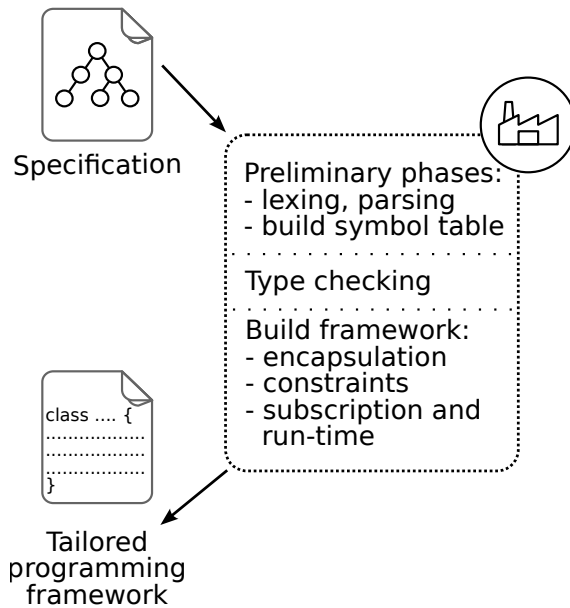 Specification
Preliminary phases:
- lexing, parsing
- build symbol table
Type checking
Build framework:
- encapsulation
- constraints
- subscription and
run-time
class .... {
..................
..................
..................
}
Tailored
programming
framework